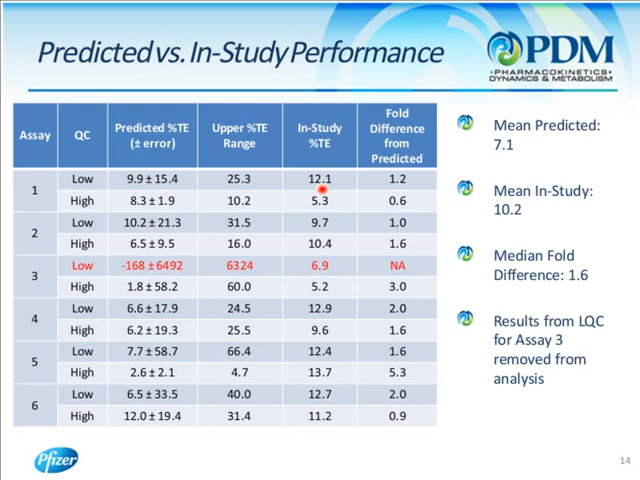 Predicted vs. In-Study Performance
PDM
•PHARMACOKINETICS•
DYNAMICS & METABOLISM
Assay QC Predicted %TE (± error) Upper %TE Range In-Study %TE Fold Difference from Predicted
1 Low 9.9 ± 15.4 25.3 12.1 1.2
High 8.3 ± 1.9 10.2 5.3 0.6
2 Low 10.2 ± 21.3 31.5 9.7 1.0
High 6.5 ± 9.5 16.0 10.4 1.6
3 Low -168 ± 6492 6324 6.9 NA
High 1.8 ± 58.2 60.0 5.2 3.0
4 Low 6.6 ± 17.9 24.5 12.9 2.0
High 6.2 ± 19.3 25.5 9.6 1.6
5 Low 7.7 ± 58.7 66.4 12.4 1.6
High 2.6 ± 2.1 4.7 13.7 5.3
6 Low 6.5 ± 33.5 40.0 12.7 2.0
High 12.0 ± 19.4 31.4 11.2 0.9
Mean Predicted:
7.1
Mean In-Study:
10.2
Median Fold
Difference: 1.6
Results from LQC
for Assay 3
removed from
analysis
Pfizer
14